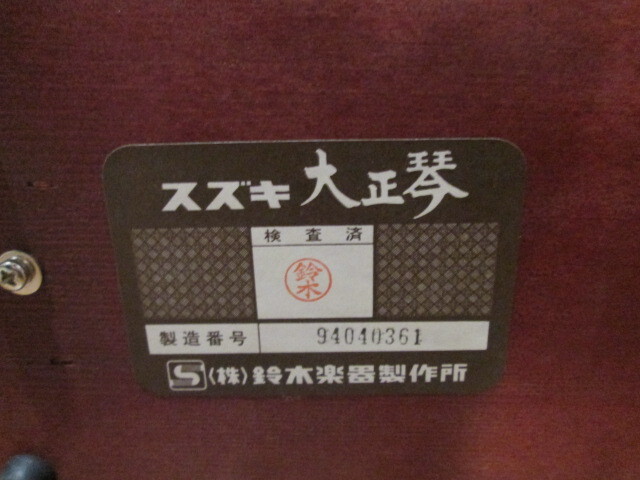 スズキ 大正琴
検査済
鈴木
製造番号 94040361
S (株)鈴木楽器製作所